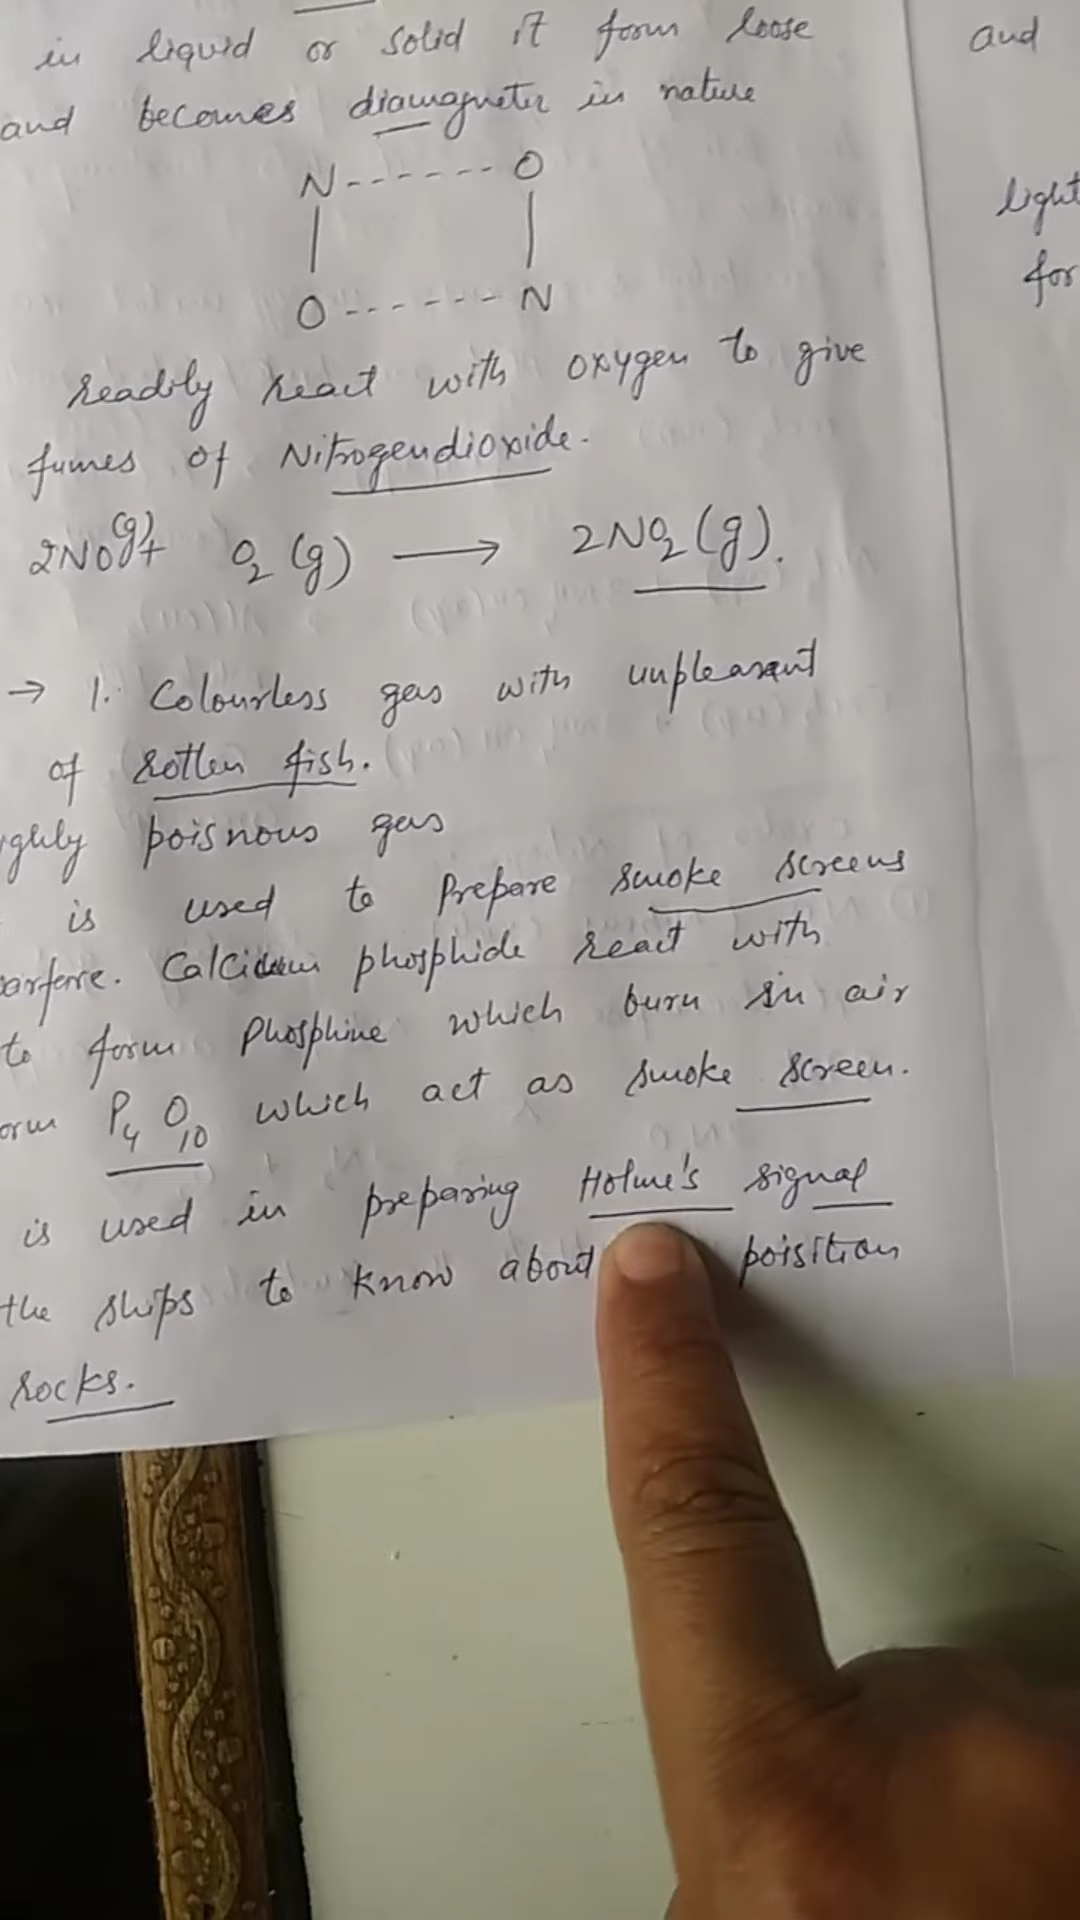 in liquid or solid it form loose
and becomes diamagnetic in nature
N ------ O
|          |
O ------ N
readily react with oxygen to give
fumes of Nitrogendioxide.
2NO(g)+ O2 (g) ⟶ 2NO2 (g).
→ 1. Colourless gas with unpleasant
of rotten fish.
ghly poisnous gas
is used to prepare smoke screens
arfere. Calcium phosphide react with
to form Phosphine which burn in air
orm P4O10 which act as smoke screen.
is used in preparing Holme's signal
the ships to know about poisition
rocks.
and
light
for